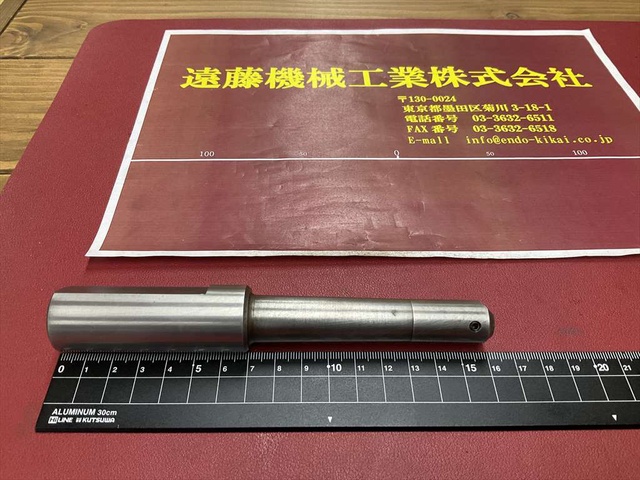 遠藤機械工業株式会社
〒130-0024
東京都墨田区菊川 3-18-1
電話番号 03-3632-6511
FAX 番号 03-3632-6518
E-mail info@endo-kikai.co.jp
100 50 0 50 100
0 1 2 3 4 5 6 7 8 9 10 11 12 13 14 15 16 17 18 19 20 21
ALUMINUM 30cm
HiLINE KUTSUWA